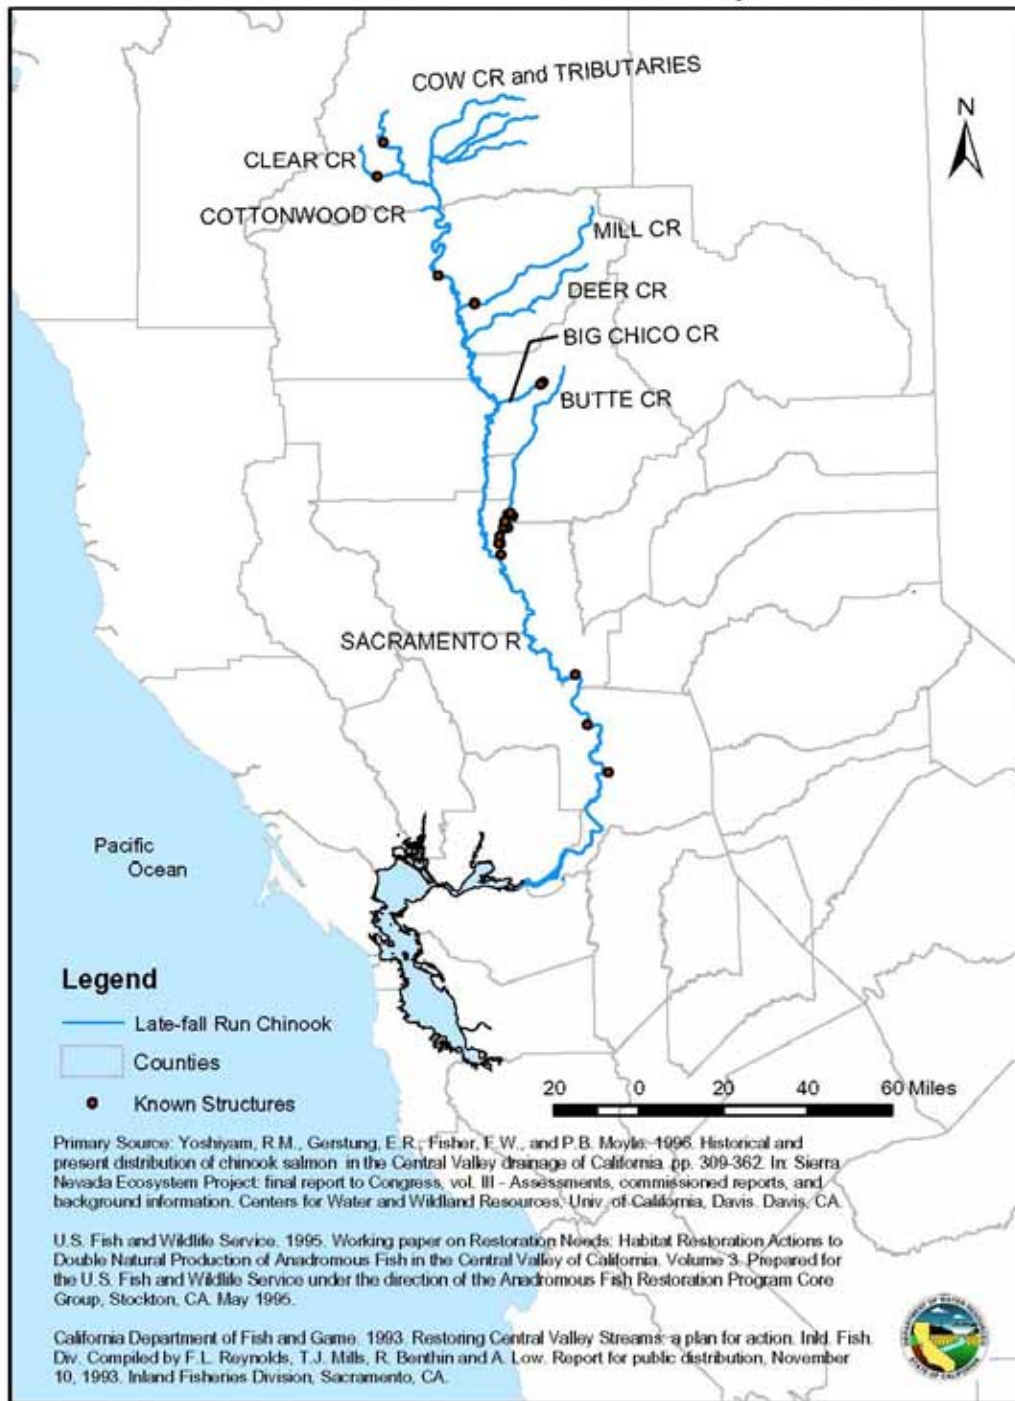 COW CR and TRIBUTARIES
N
CLEAR CR
COTTONWOOD CR
MILL CR
DEER CR
BIG CHICO CR
BUTTE CR
SACRAMENTO R
Pacific
Ocean
Legend
Late-fall Run Chinook
Counties
Known Structures
20 0 20 40 60 Miles
Primary Source: Yoshiyam, R.M., Gerstung, E.R., Fisher, F.W., and P.B. Moyle. 1996. Historical and
present distribution of chinook salmon in the Central Valley drainage of California. pp. 309-362. In: Sierra
Nevada Ecosystem Project: final report to Congress, vol. III - Assessments, commissioned reports, and
background information. Centers for Water and Wildland Resources, Univ. of California, Davis. Davis, CA.
U.S. Fish and Wildlife Service. 1995. Working paper on Restoration Needs: Habitat Restoration Actions to
Double Natural Production of Anadromous Fish in the Central Valley of California. Volume 3. Prepared for
the U.S. Fish and Wildlife Service under the direction of the Anadromous Fish Restoration Program Core
Group, Stockton, CA. May 1995.
California Department of Fish and Game. 1993. Restoring Central Valley Streams: a plan for action. Inld. Fish.
Div. Compiled by F.L. Reynolds, T.J. Mills, R. Benthin and A. Low. Report for public distribution, November
10, 1993. Inland Fisheries Division, Sacramento, CA.
DEPARTMENT OF WATER RESOURCES
STATE OF CALIFORNIA